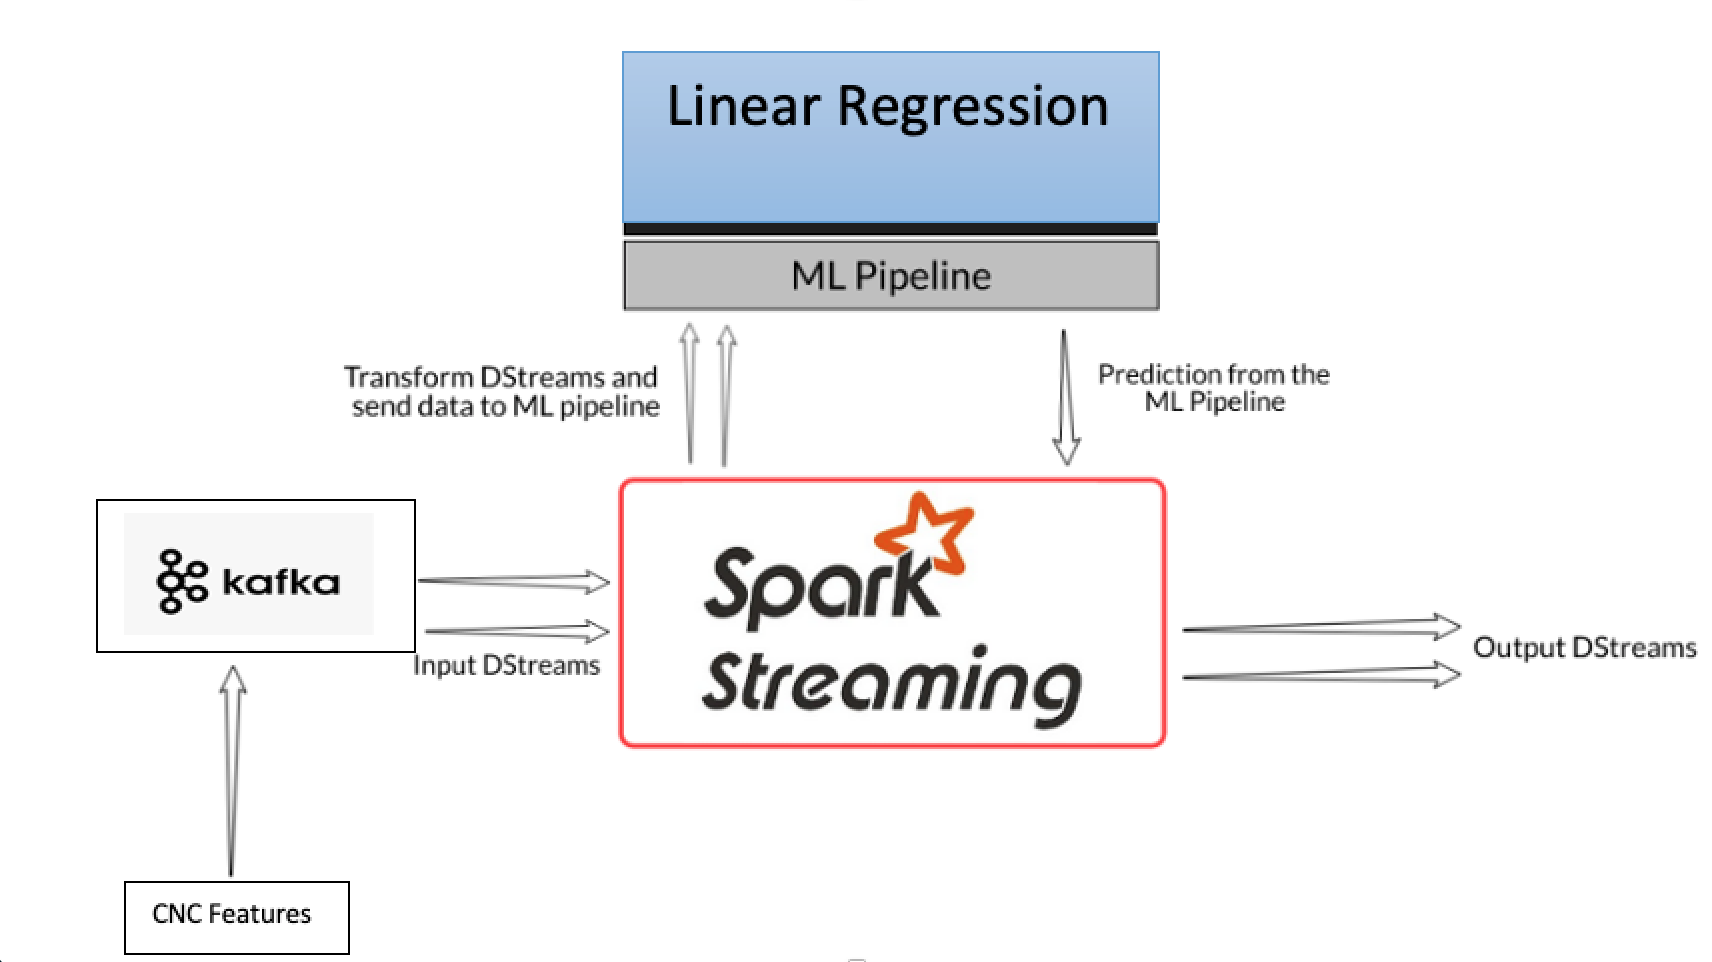 Linear Regression
ML Pipeline
Transform DStreams and
send data to ML pipeline
Prediction from the
ML Pipeline
kafka
Input DStreams
Spark
Streaming
Output DStreams
CNC Features